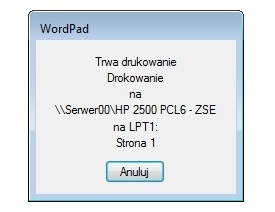 WordPad
Trwa drukowanie
Drokowanie
na
\\Serwer00\HP 2500 PCL6 - ZSE
na LPT1:
Strona 1
Anuluj